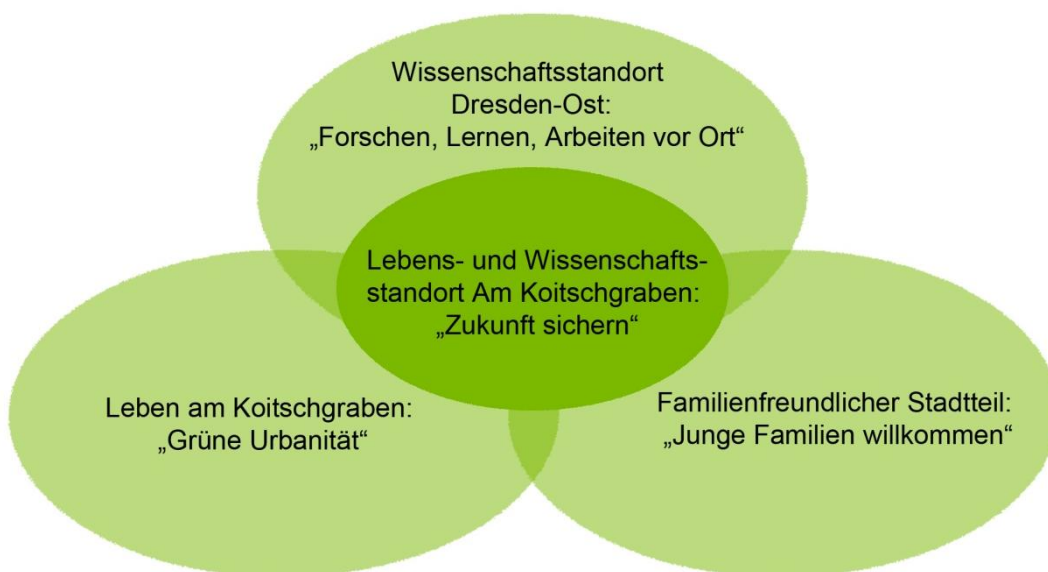 Wissenschaftsstandort
Dresden-Ost:
„Forschen, Lernen, Arbeiten vor Ort“
Lebens- und Wissenschafts-
standort Am Koitschgraben:
„Zukunft sichern“
Leben am Koitschgraben:
„Grüne Urbanität“
Familienfreundlicher Stadtteil:
„Junge Familien willkommen“